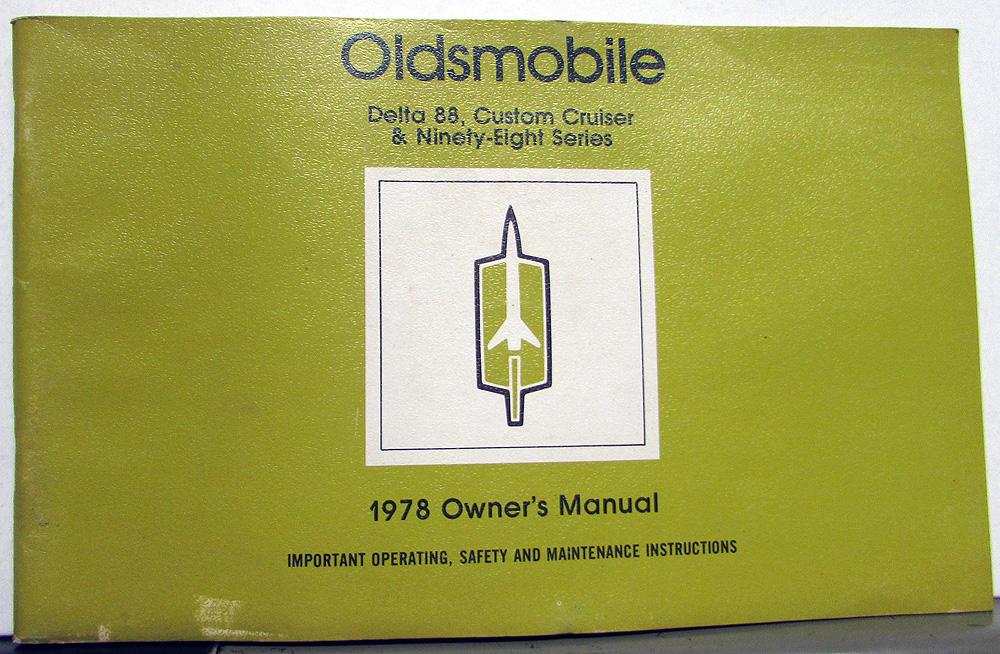 Oldsmobile
Delta 88, Custom Cruiser
& Ninety-Eight Series
1978 Owner's Manual
IMPORTANT OPERATING, SAFETY AND MAINTENANCE INSTRUCTIONS